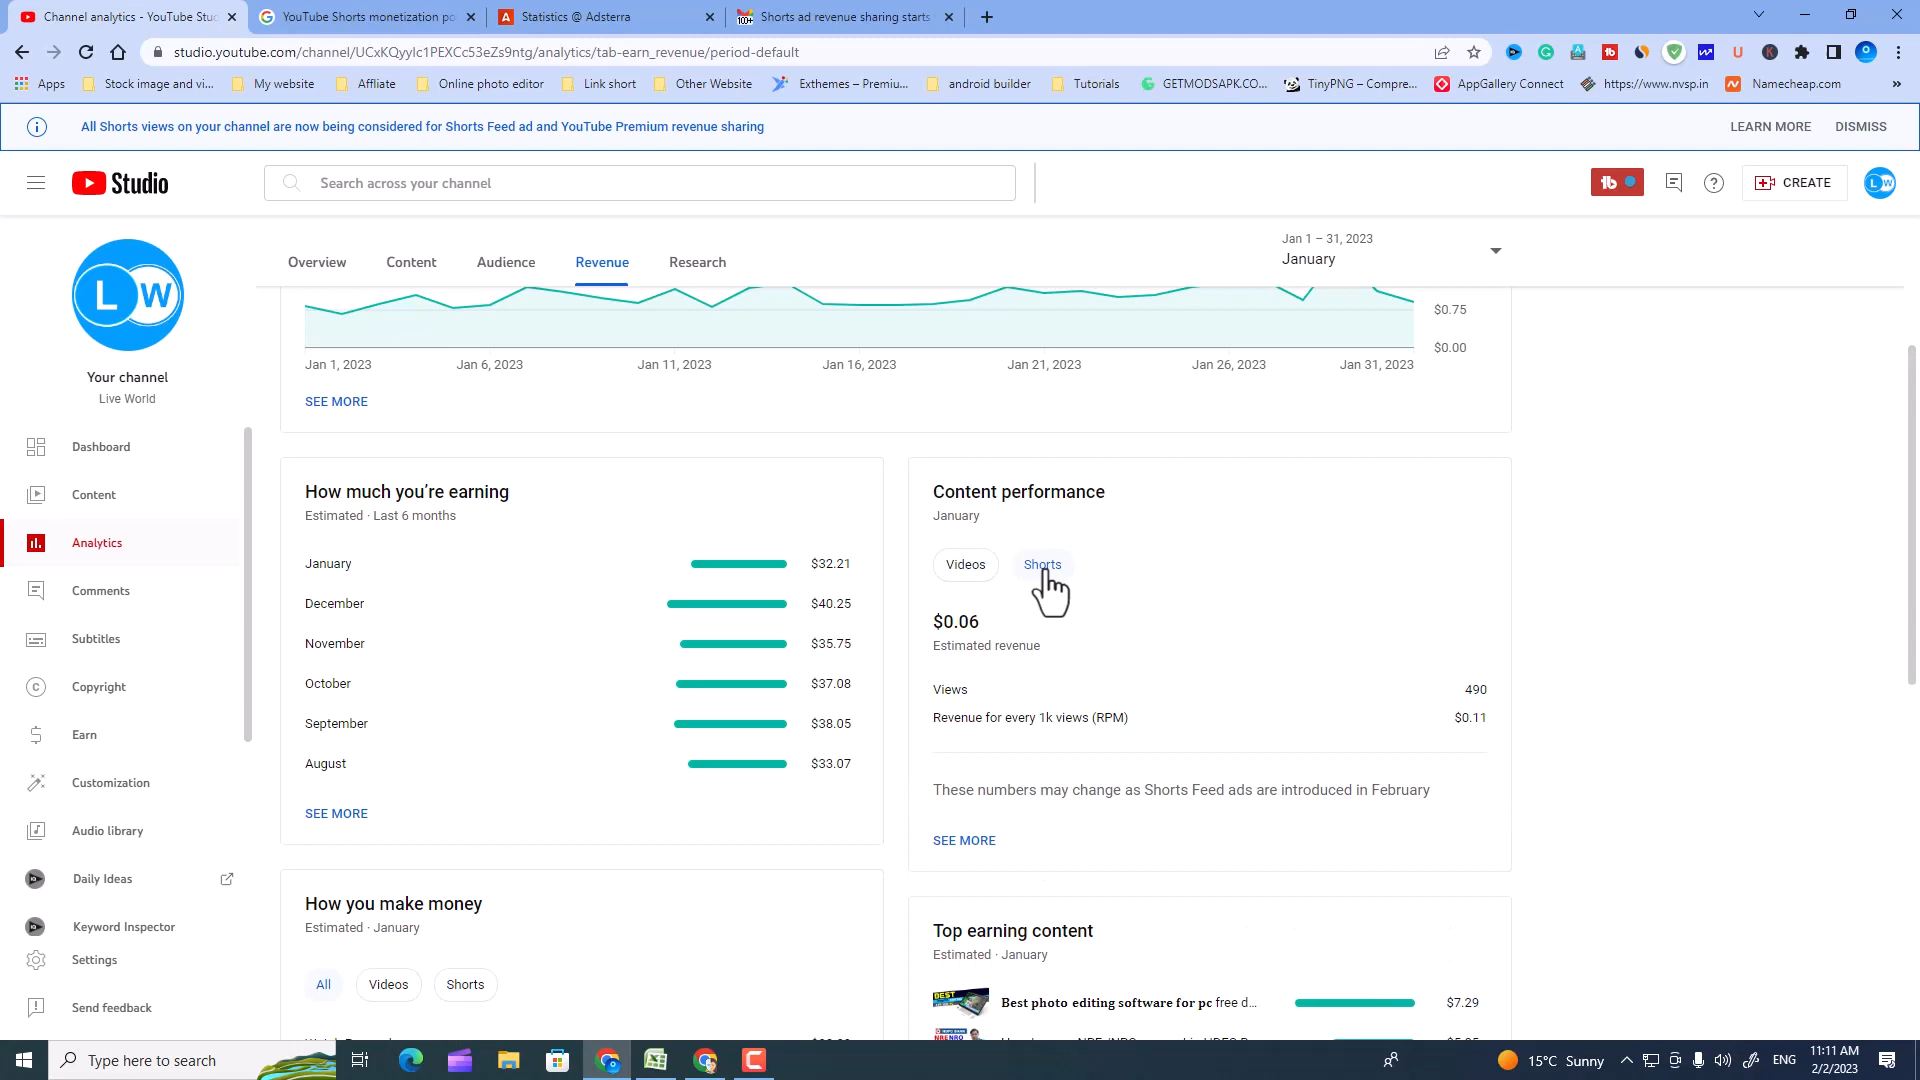 Channel analytics - YouTube Stuc
YouTube Shorts monetization po
Statistics @ Adsterra
Shorts ad revenue sharing starts
studio.youtube.com/channel/UCxKQyylc1PEXCc53eZs9ntg/analytics/tab-earn_revenue/period-default
Apps
Stock image and vi...
My website
Affliate
Online photo editor
Link short
Other Website
Exthemes – Premiu...
android builder
Tutorials
GETMODSAPK.CO...
TinyPNG – Compre...
AppGallery Connect
https://www.nvsp.in
Namecheap.com
»
All Shorts views on your channel are now being considered for Shorts Feed ad and YouTube Premium revenue sharing
LEARN MORE
DISMISS
Studio
Search across your channel
CREATE
LW
LW
Your channel
Live World
Dashboard
Content
Analytics
Comments
Subtitles
Copyright
Earn
Customization
Audio library
Daily Ideas
Keyword Inspector
Settings
Send feedback
Overview
Content
Audience
Revenue
Research
Jan 1 – 31, 2023
January
$0.75
$0.00
Jan 1, 2023
Jan 6, 2023
Jan 11, 2023
Jan 16, 2023
Jan 21, 2023
Jan 26, 2023
Jan 31, 2023
SEE MORE
How much you’re earning
Estimated · Last 6 months
January $32.21
December $40.25
November $35.75
October $37.08
September $38.05
August $33.07
SEE MORE
How you make money
Estimated · January
All
Videos
Shorts
Content performance
January
Videos
Shorts
$0.06
Estimated revenue
Views 490
Revenue for every 1k views (RPM) $0.11
These numbers may change as Shorts Feed ads are introduced in February
SEE MORE
Top earning content
Estimated · January
Best photo editing software for pc free d... $7.29
Type here to search
15°C Sunny
ENG
11:11 AM
2/2/2023